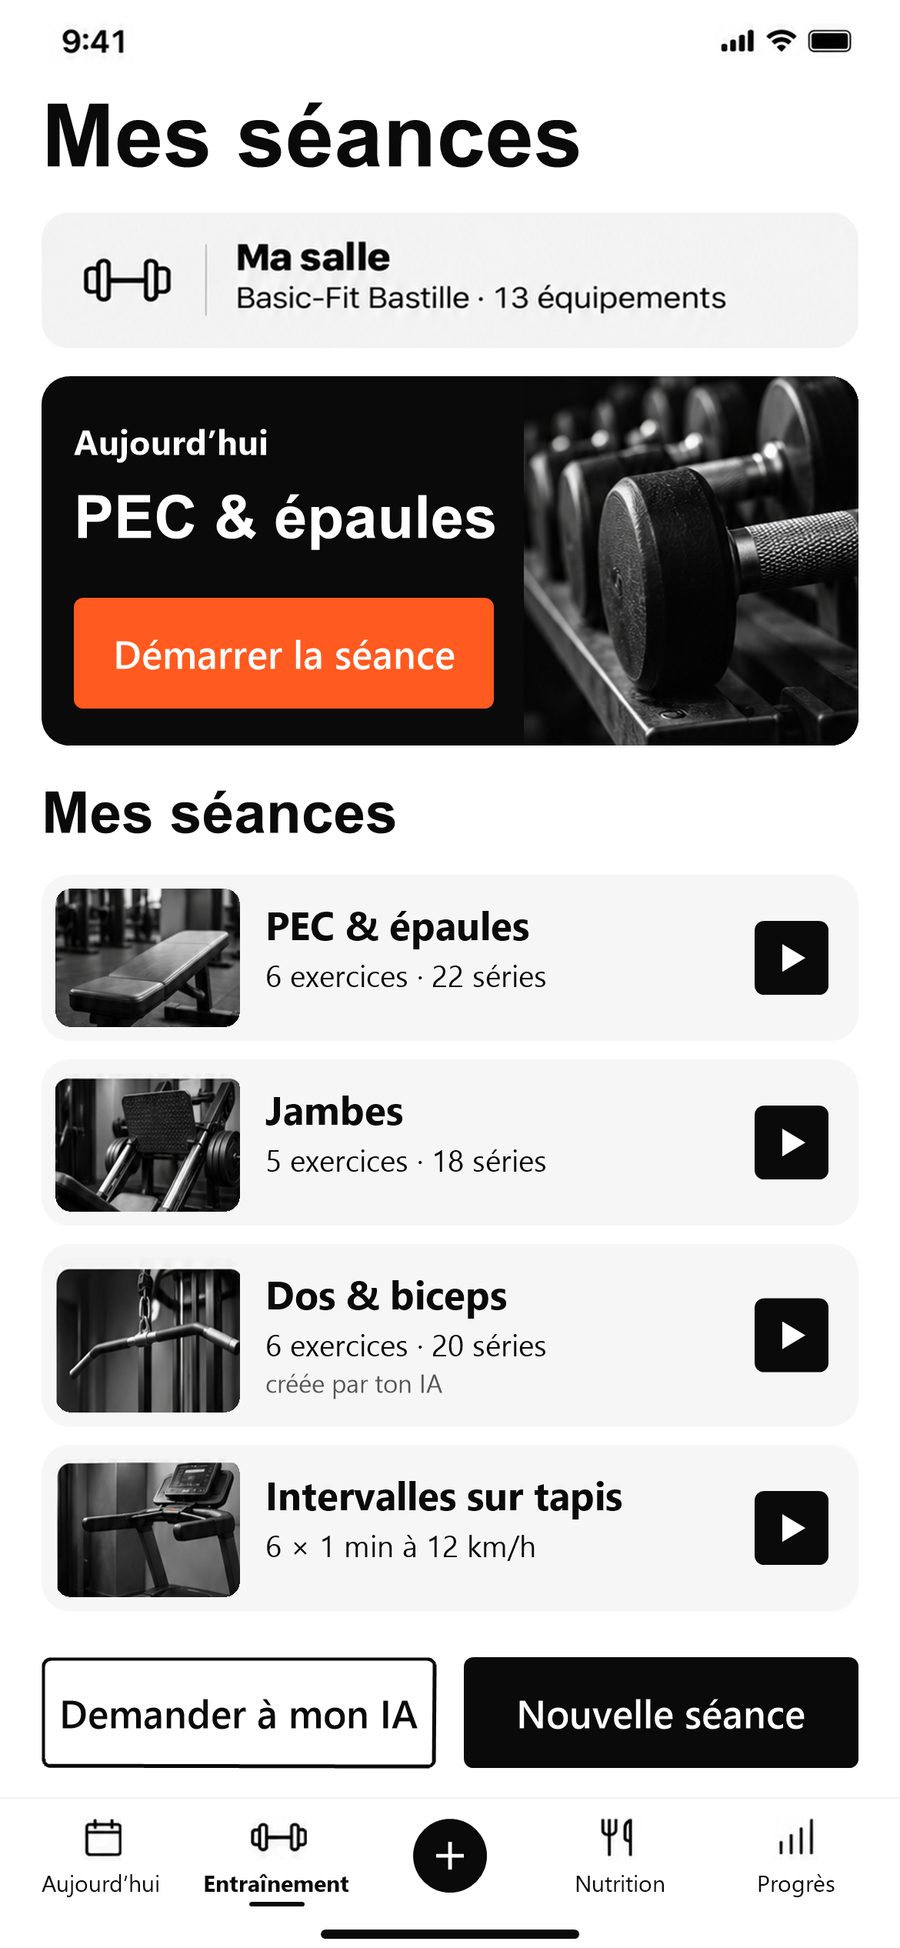 9:41
Mes séances
Ma salle
Basic-Fit Bastille · 13 équipements
Aujourd’hui
PEC & épaules
Démarrer la séance
Mes séances
PEC & épaules
6 exercices · 22 séries
Jambes
5 exercices · 18 séries
Dos & biceps
6 exercices · 20 séries
créée par ton IA
Intervalles sur tapis
6 × 1 min à 12 km/h
Demander à mon IA
Nouvelle séance
Aujourd’hui
Entraînement
Nutrition
Progrès